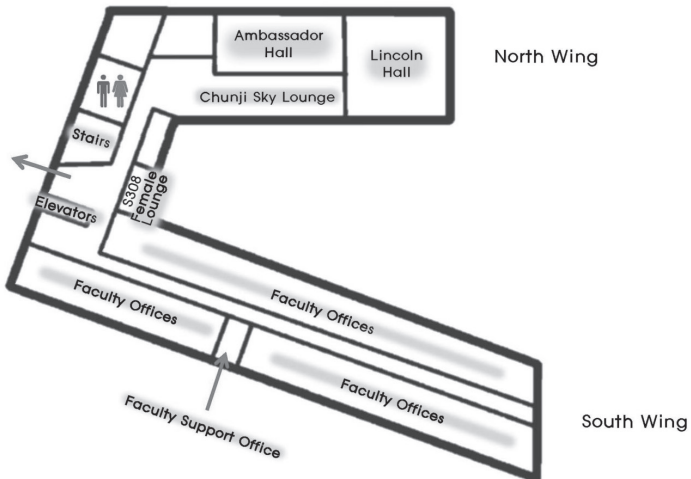 Ambassador
Hall
Lincoln
Hall
North Wing
Chunji Sky Lounge
Stairs
S308
Female
Lounge
Elevators
Faculty Offices
Faculty Offices
Faculty Offices
Faculty Support Office
South Wing